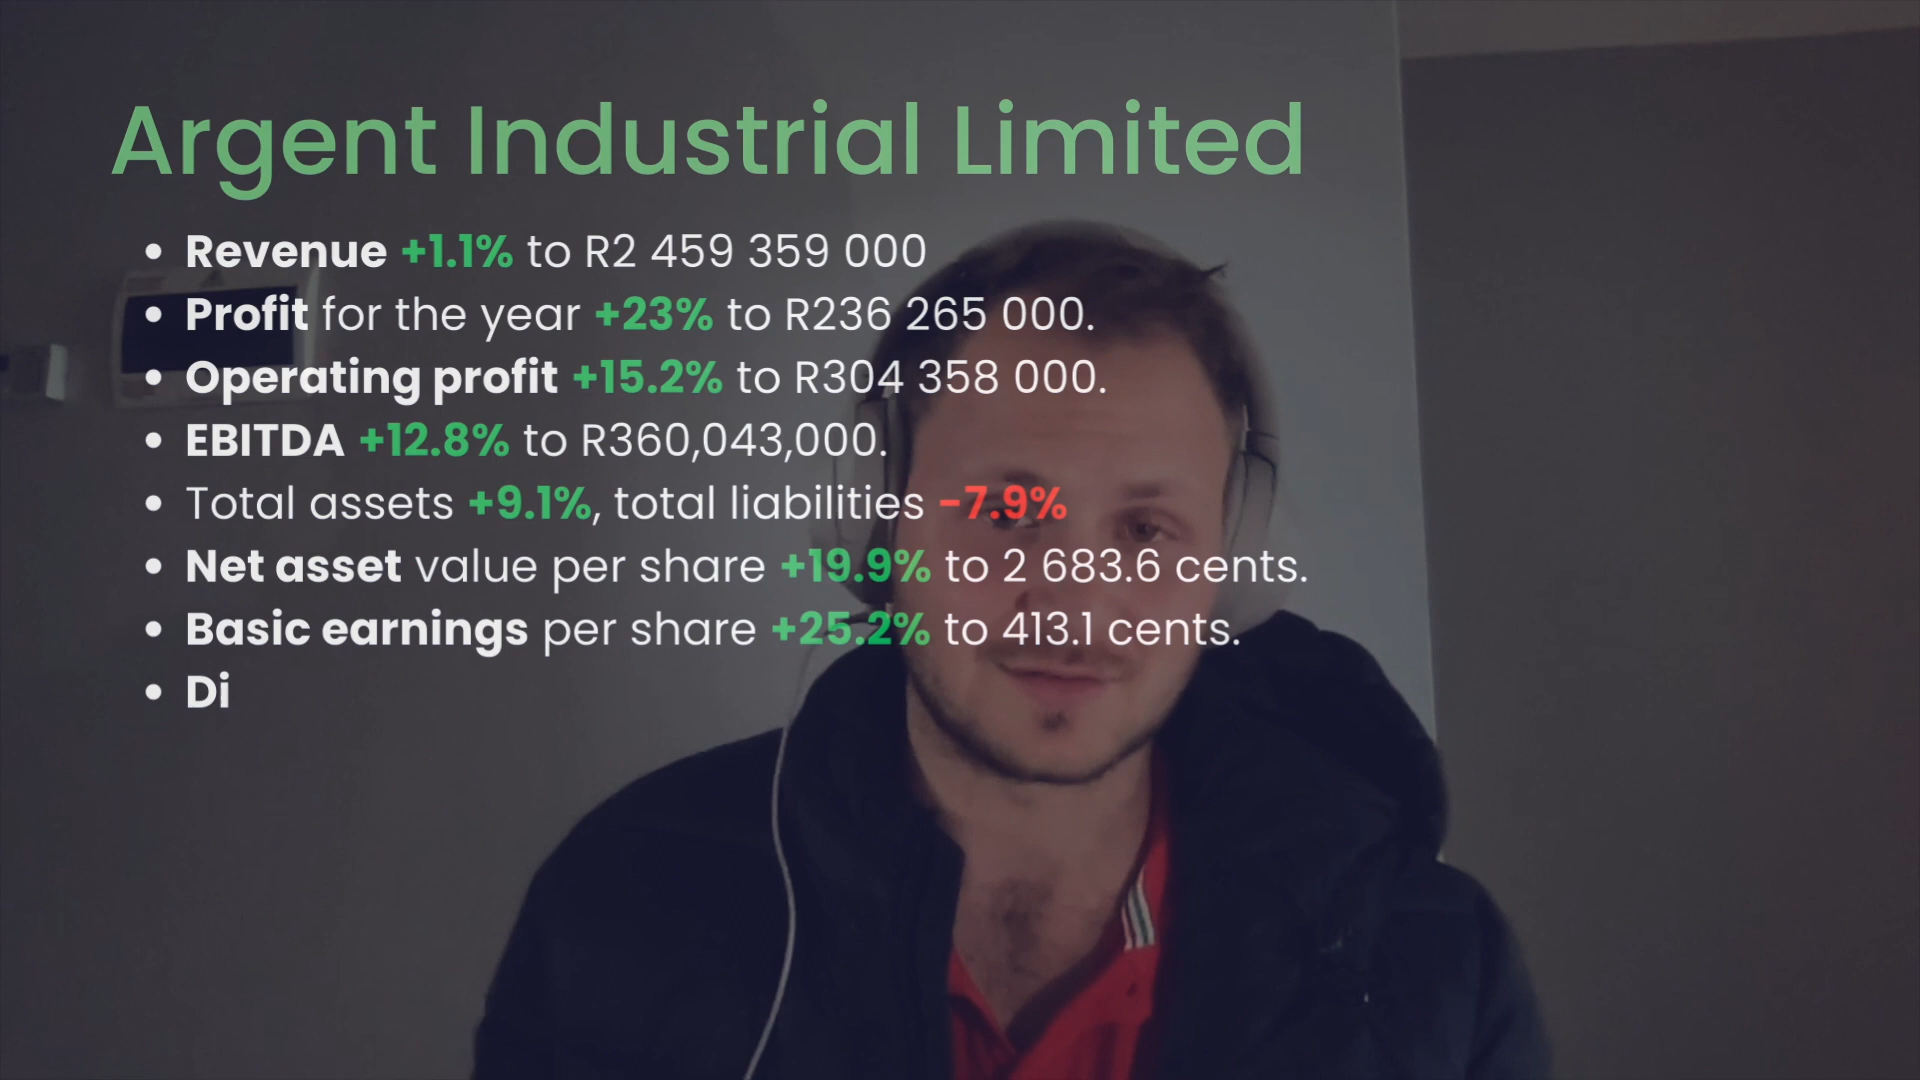 Argent Industrial Limited
• Revenue +1.1% to R2 459 359 000
• Profit for the year +23% to R236 265 000.
• Operating profit +15.2% to R304 358 000.
• EBITDA +12.8% to R360,043,000.
• Total assets +9.1%, total liabilities -7.9%
• Net asset value per share +19.9% to 2 683.6 cents.
• Basic earnings per share +25.2% to 413.1 cents.
• Di